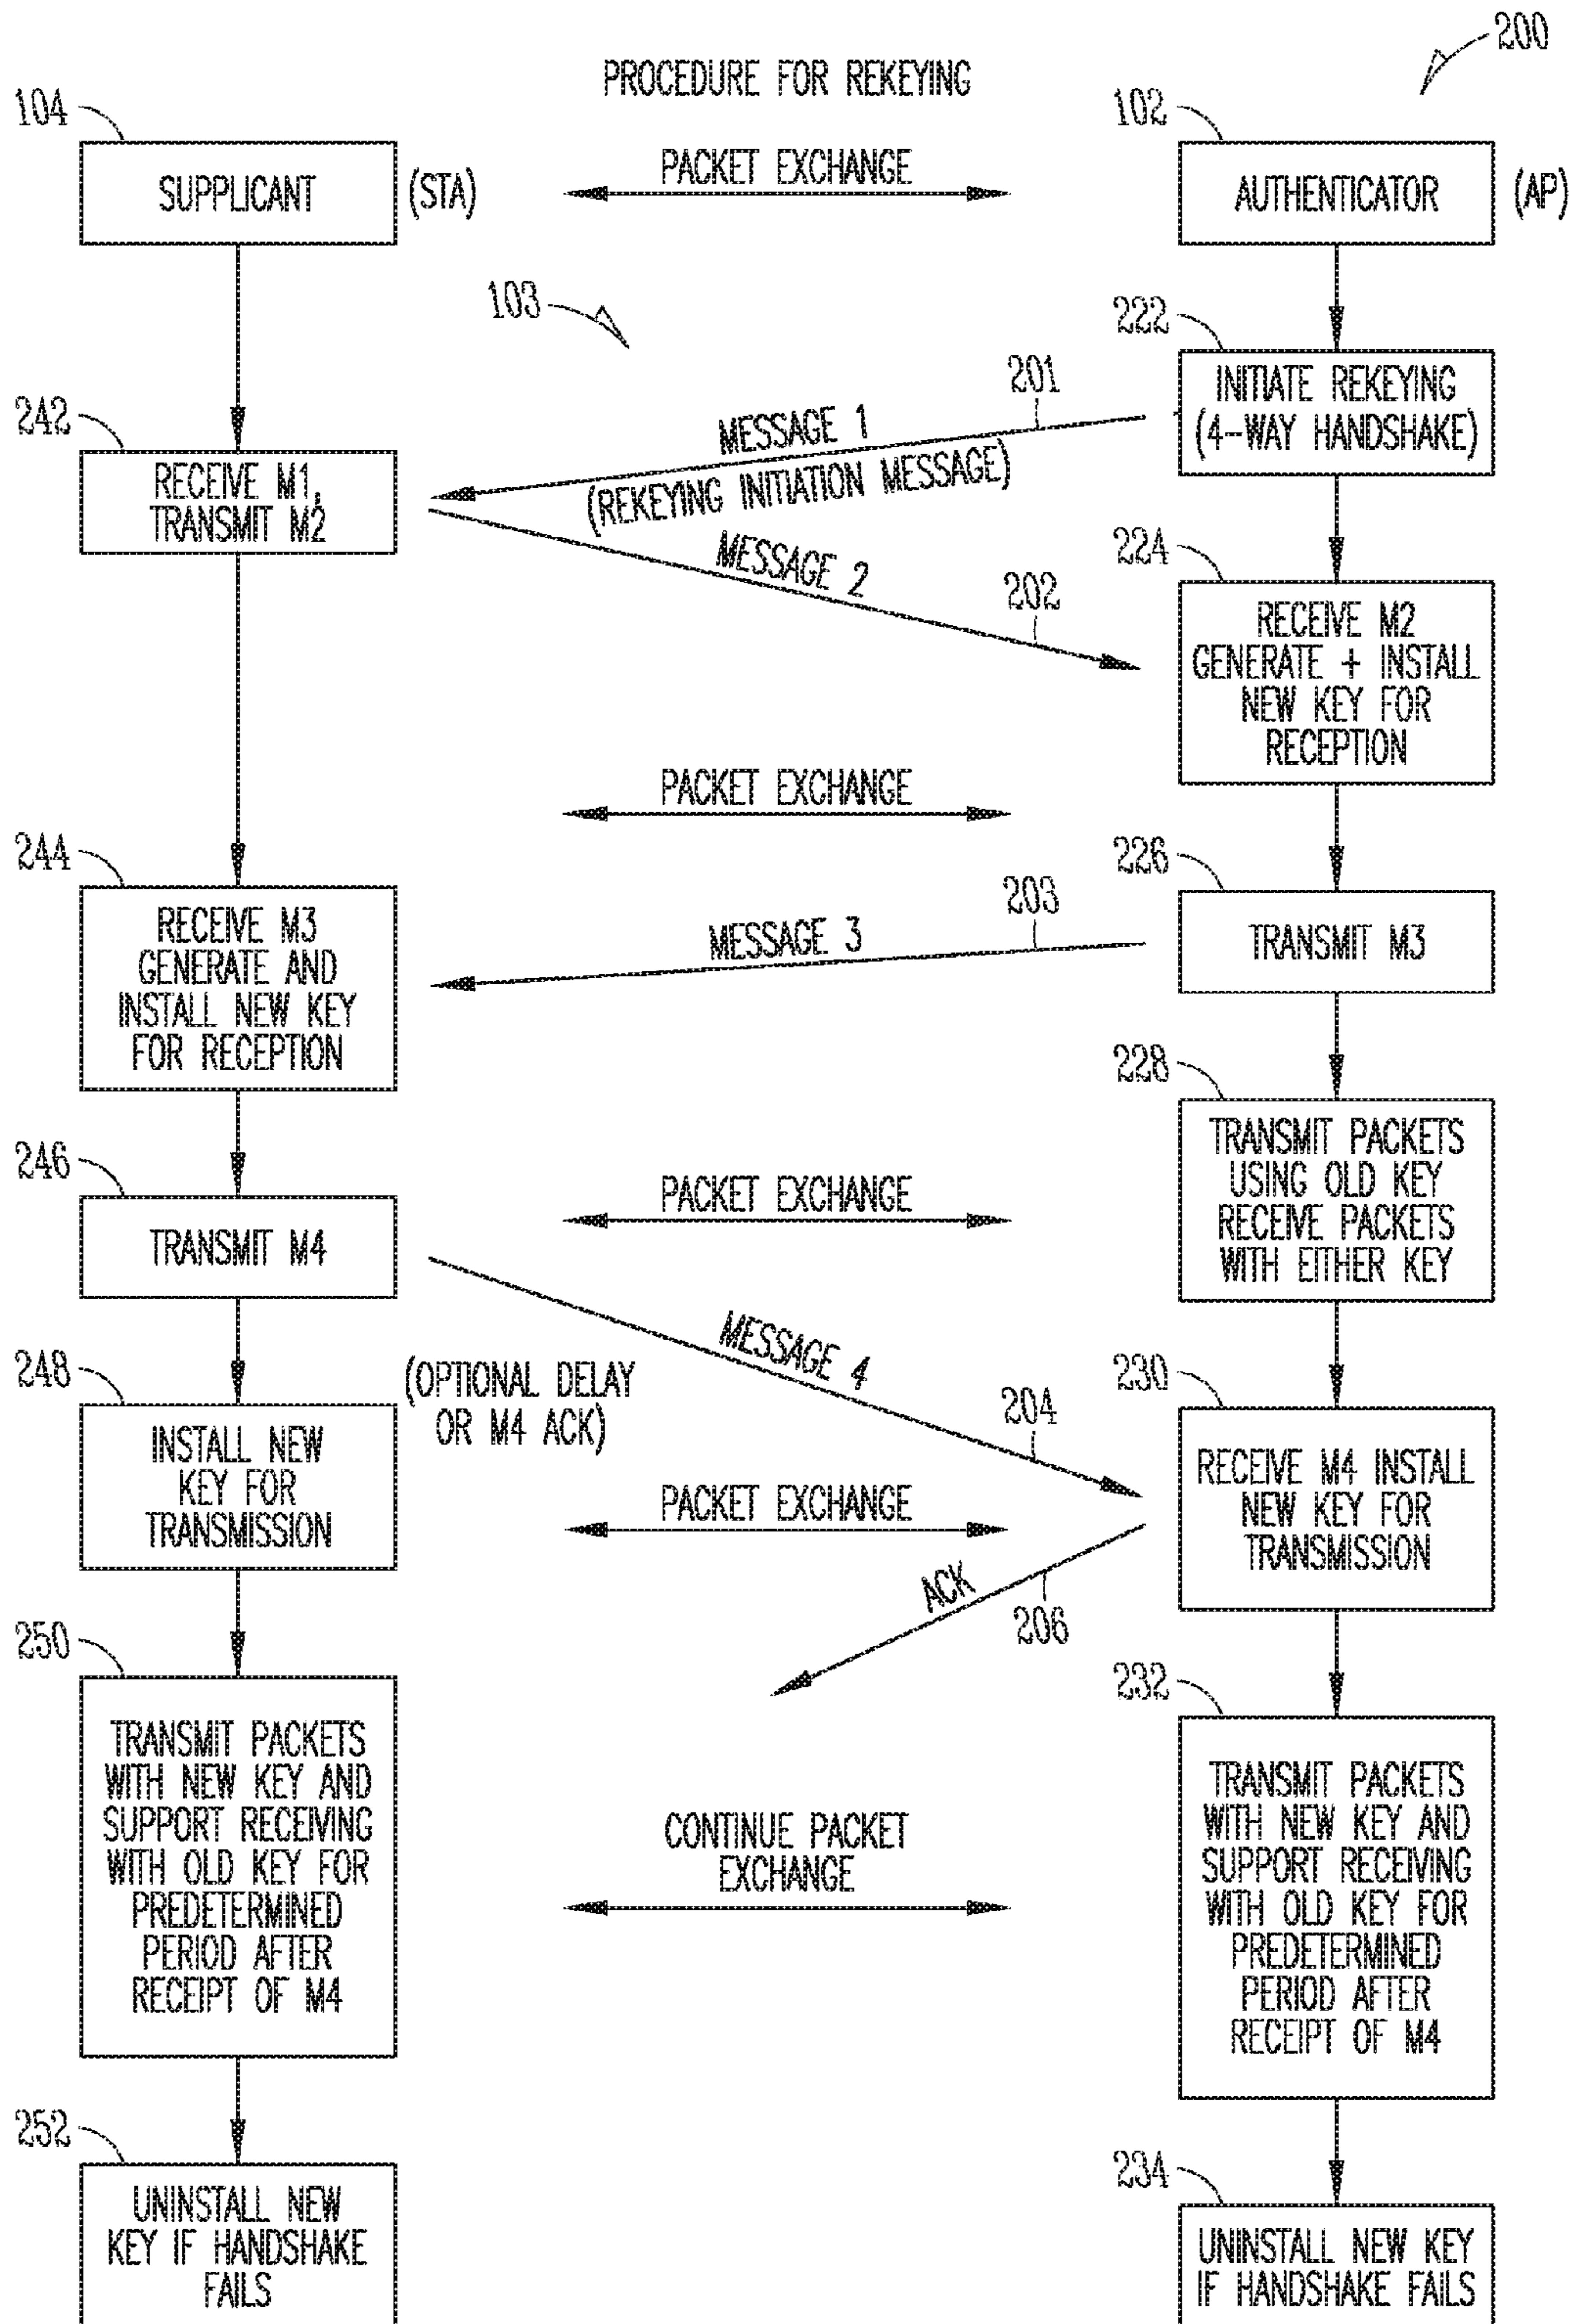 200
PROCEDURE FOR REKEYING
104
102
PACKET EXCHANGE
SUPPLICANT
(STA)
AUTHENTICATOR
(AP)
103
222
201
INITIATE REKEYING
(4-WAY HANDSHAKE)
242
MESSAGE 1
(REKEYING INITIATION MESSAGE)
RECEIVE M1,
TRANSMIT M2
MESSAGE 2
202
224
RECEIVE M2
GENERATE + INSTALL
NEW KEY FOR
RECEPTION
PACKET EXCHANGE
244
226
203
RECEIVE M3
GENERATE AND
INSTALL NEW KEY
FOR RECEPTION
MESSAGE 3
TRANSMIT M3
228
TRANSMIT PACKETS
USING OLD KEY
RECEIVE PACKETS
WITH EITHER KEY
246
PACKET EXCHANGE
TRANSMIT M4
MESSAGE 4
248
(OPTIONAL DELAY
OR M4 ACK)
204
230
INSTALL NEW
KEY FOR
TRANSMISSION
PACKET EXCHANGE
RECEIVE M4 INSTALL
NEW KEY FOR
TRANSMISSION
ACK
206
250
232
TRANSMIT PACKETS
WITH NEW KEY AND
SUPPORT RECEIVING
WITH OLD KEY FOR
PREDETERMINED
PERIOD AFTER
RECEIPT OF M4
CONTINUE PACKET
EXCHANGE
TRANSMIT PACKETS
WITH NEW KEY AND
SUPPORT RECEIVING
WITH OLD KEY FOR
PREDETERMINED
PERIOD AFTER
RECEIPT OF M4
252
234
UNINSTALL NEW
KEY IF HANDSHAKE
FAILS
UNINSTALL NEW KEY
IF HANDSHAKE FAILS